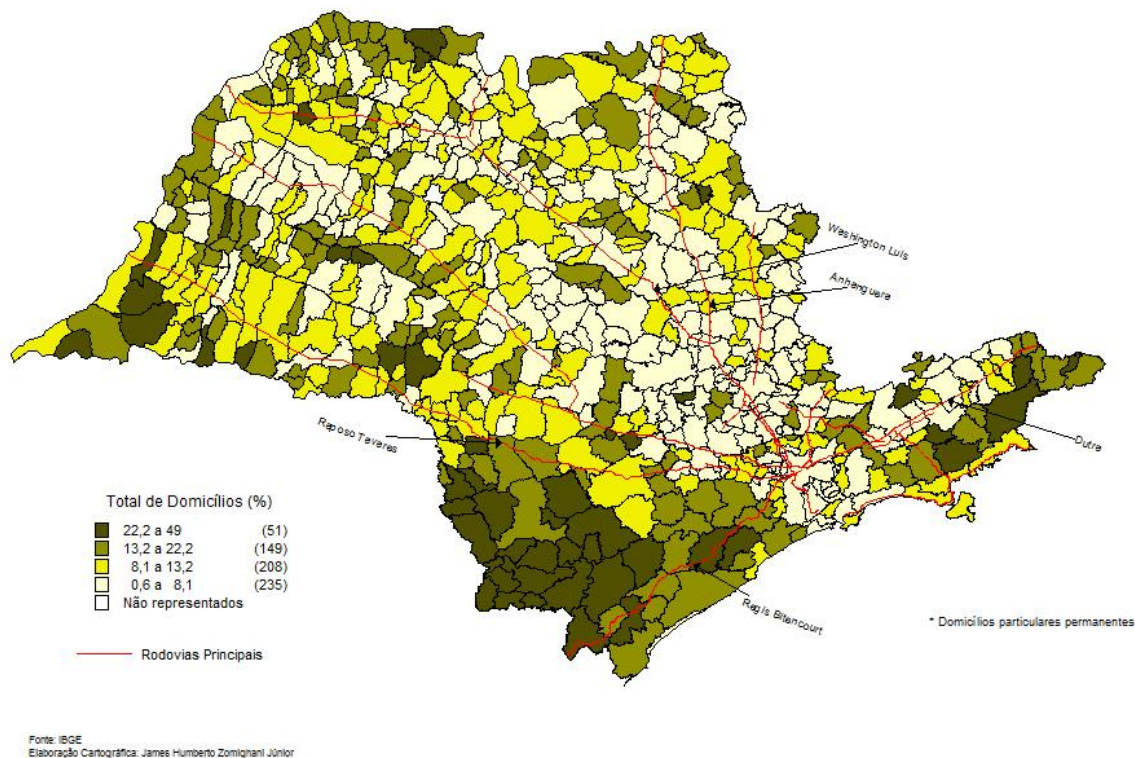 Washington Luis
Anhanguera
Raposo Tavares
Dutra
Total de Domicílios (%)
22,2 a 49 (51)
13,2 a 22,2 (149)
8,1 a 13,2 (208)
0,6 a 8,1 (235)
Não representados
Regis Bitencourt
* Domicílios particulares permanentes
Rodovias Principais
Fonte: IBGE
Elaboração Cartográfica: James Humberto Zomighani Júnior